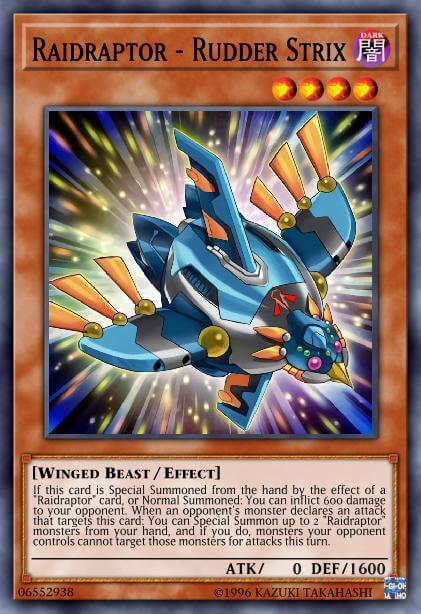 Raidraptor - Rudder Strix
DARK
闇
[Winged Beast / Effect]
If this card is Special Summoned from the hand by the effect of a
"Raidraptor" card, or Normal Summoned: You can inflict 600 damage
to your opponent. When an opponent's monster declares an attack
that targets this card: You can Special Summon up to 2 "Raidraptor"
monsters from your hand, and if you do, monsters your opponent
controls cannot target those monsters for attacks this turn.
ATK/ 0 DEF/1600
06552938
©1996 KAZUKI TAKAHASHI